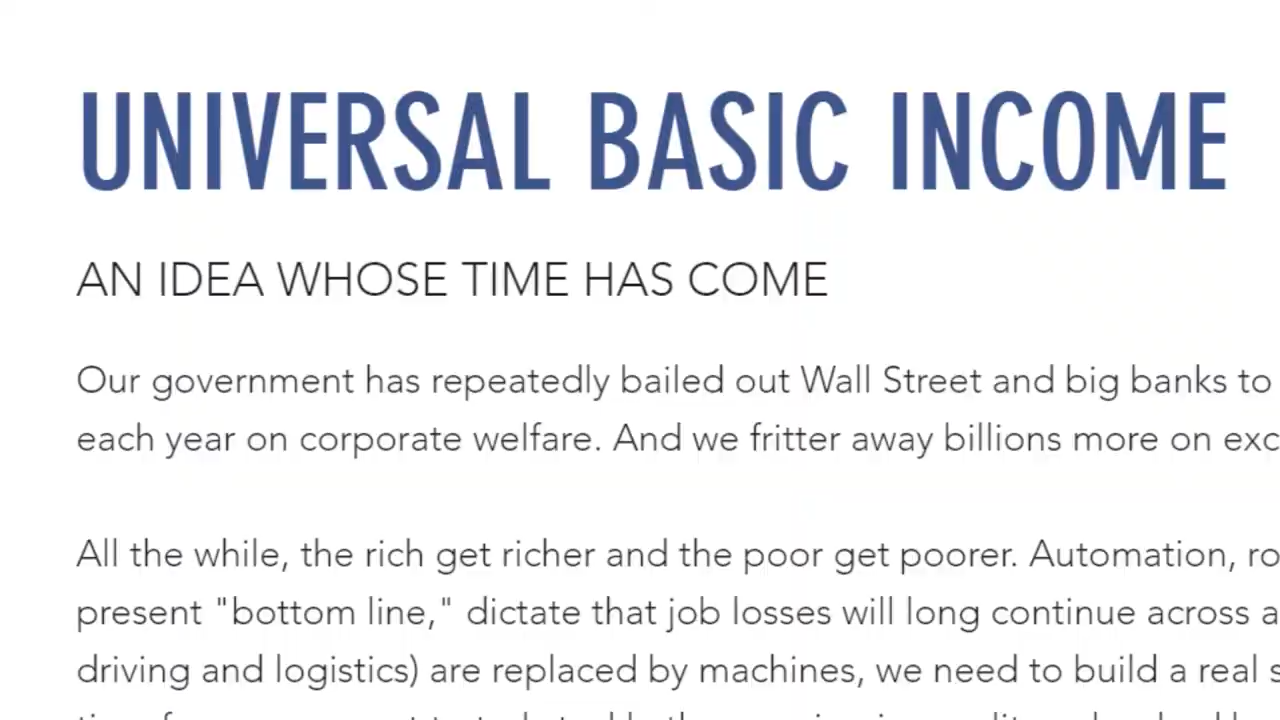 UNIVERSAL BASIC INCOME
AN IDEA WHOSE TIME HAS COME
Our government has repeatedly bailed out Wall Street and big banks to
each year on corporate welfare. And we fritter away billions more on exc
All the while, the rich get richer and the poor get poorer. Automation, ro
present "bottom line," dictate that job losses will long continue across a
driving and logistics) are replaced by machines, we need to build a real s